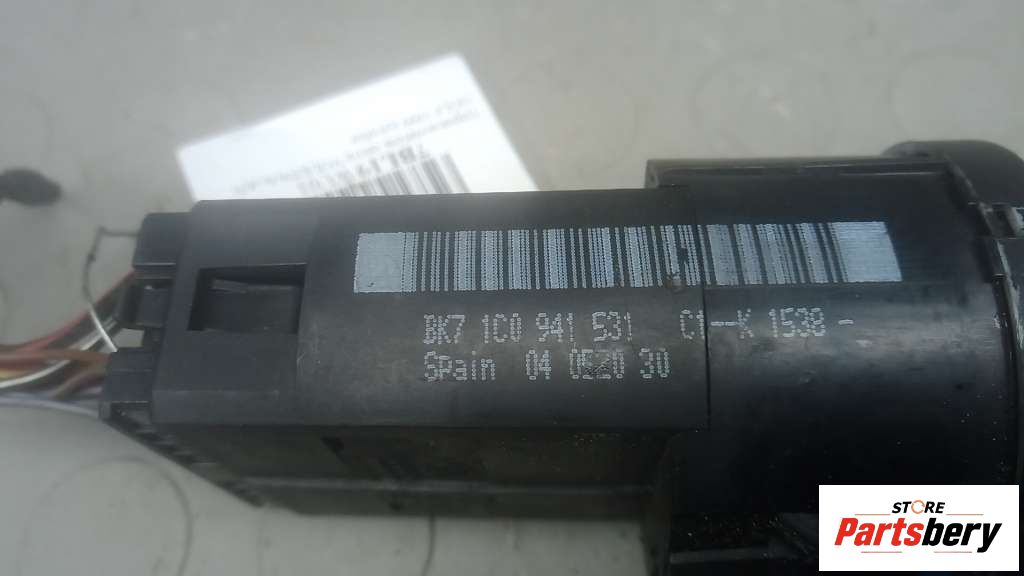 BK7 1C0 941 531 C1--K 1538 -
SPain 04 0520 30
STORE
Partsbery